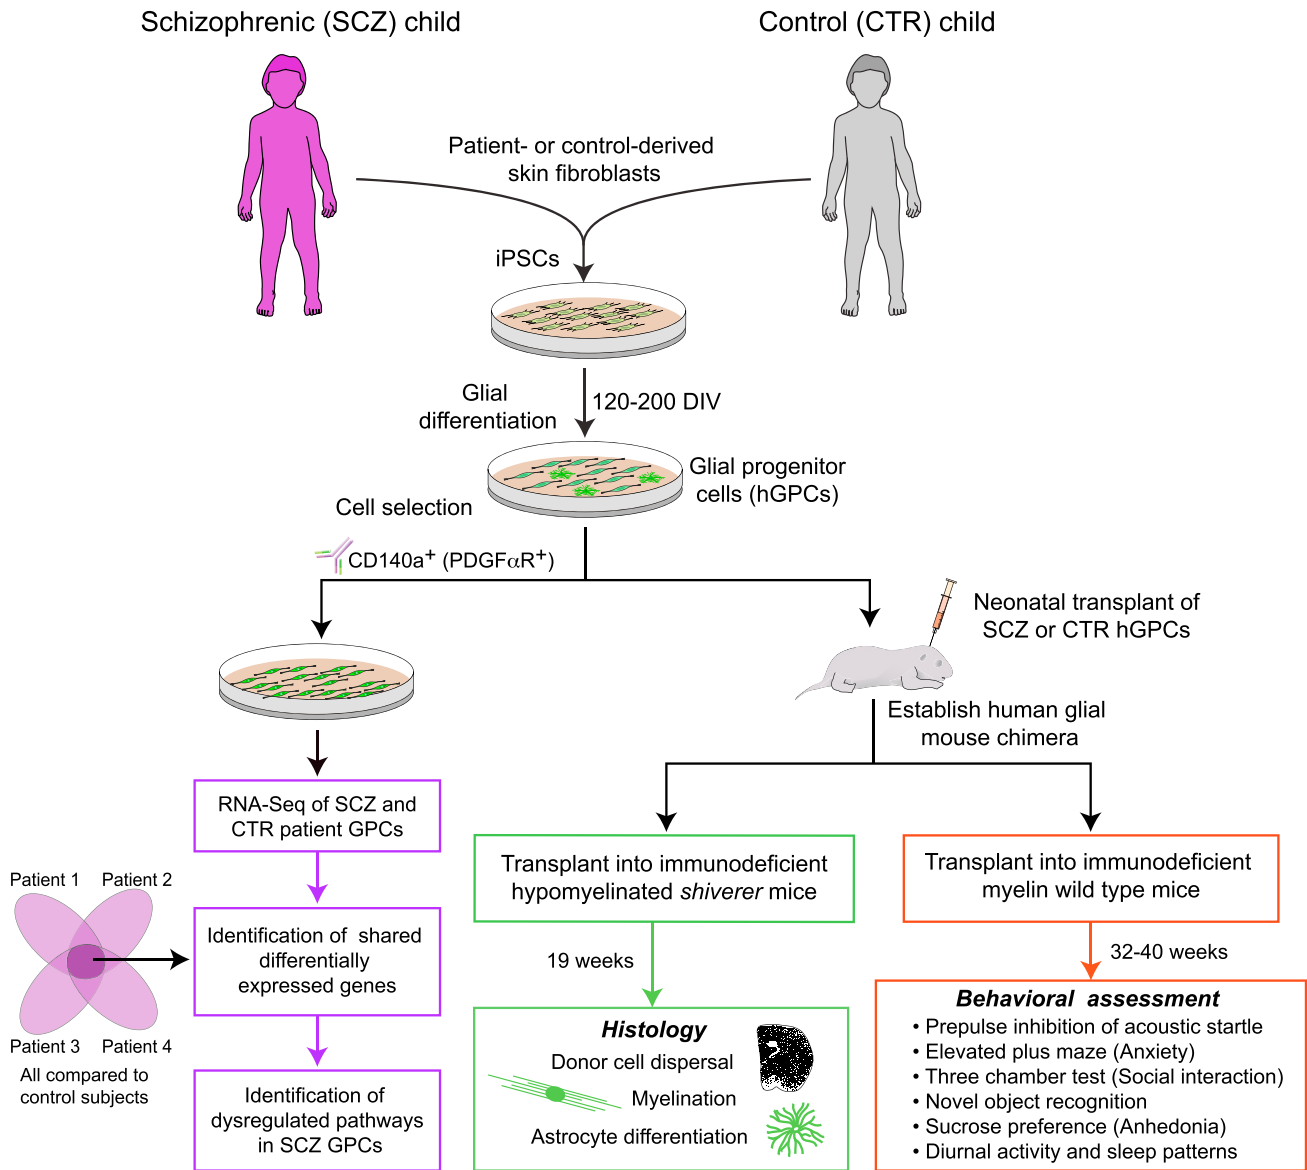 Schizophrenic (SCZ) child
Control (CTR) child
Patient- or control-derived
skin fibroblasts
iPSCs
Glial
differentiation
120-200 DIV
Glial progenitor
cells (hGPCs)
Cell selection
CD140a+ (PDGFαR+)
Neonatal transplant of
SCZ or CTR hGPCs
Establish human glial
mouse chimera
RNA-Seq of SCZ and
CTR patient GPCs
Patient 1
Patient 2
Patient 3
Patient 4
All compared to
control subjects
Identification of shared
differentially
expressed genes
Identification of
dysregulated pathways
in SCZ GPCs
Transplant into immunodeficient
hypomyelinated shiverer mice
19 weeks
Histology
Donor cell dispersal
Myelination
Astrocyte differentiation
Transplant into immunodeficient
myelin wild type mice
32-40 weeks
Behavioral assessment
• Prepulse inhibition of acoustic startle
• Elevated plus maze (Anxiety)
• Three chamber test (Social interaction)
• Novel object recognition
• Sucrose preference (Anhedonia)
• Diurnal activity and sleep patterns